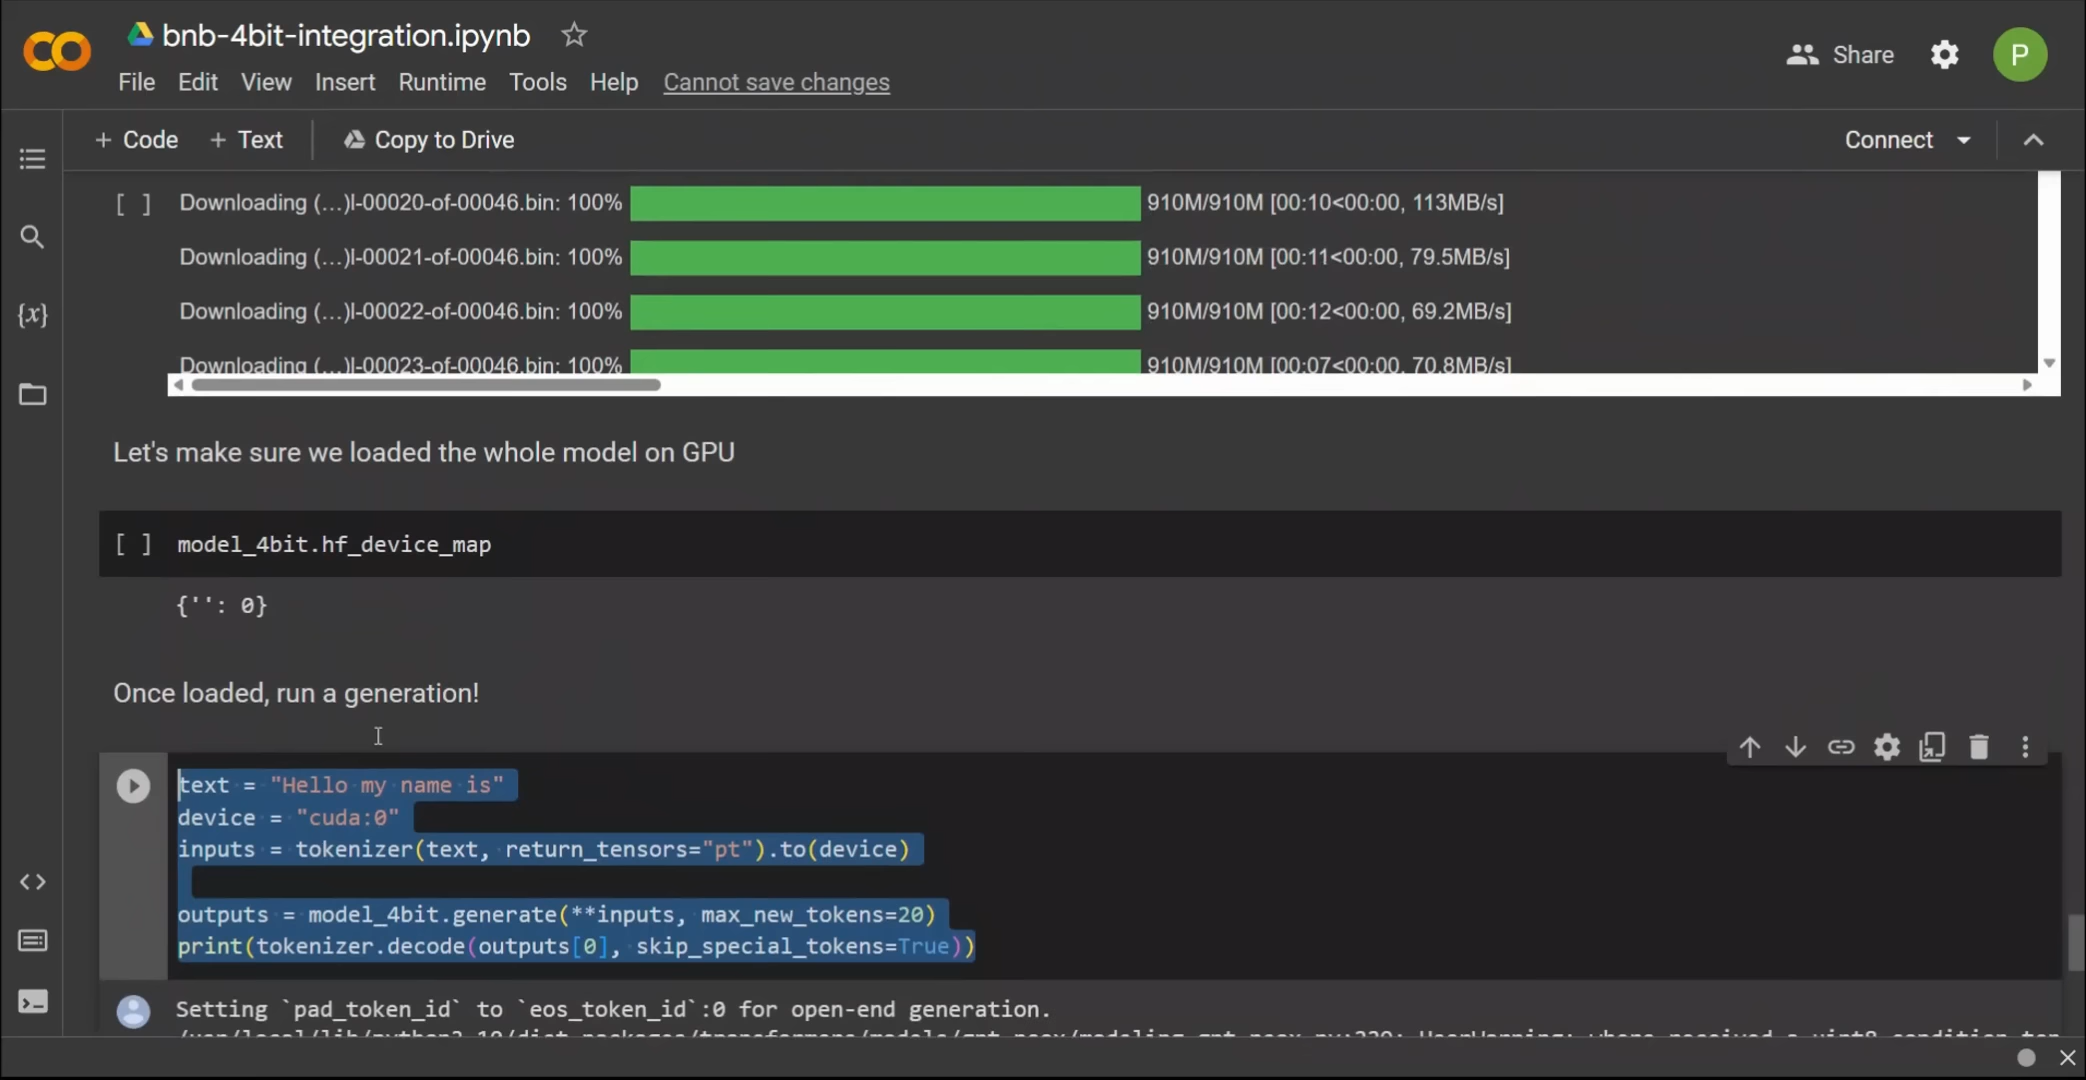 bnb-4bit-integration.ipynb
File Edit View Insert Runtime Tools Help Cannot save changes
Share
P
+ Code + Text Copy to Drive
Connect
[ ] Downloading (…)l-00020-of-00046.bin: 100% 910M/910M [00:10<00:00, 113MB/s]
Downloading (…)l-00021-of-00046.bin: 100% 910M/910M [00:11<00:00, 79.5MB/s]
Downloading (…)l-00022-of-00046.bin: 100% 910M/910M [00:12<00:00, 69.2MB/s]
Downloading (…)l-00023-of-00046.bin: 100% 910M/910M [00:07<00:00, 70.8MB/s]
Let's make sure we loaded the whole model on GPU
[ ] model_4bit.hf_device_map
{'': 0}
Once loaded, run a generation!
text = "Hello my name is"
device = "cuda:0"
inputs = tokenizer(text, return_tensors="pt").to(device)
outputs = model_4bit.generate(**inputs, max_new_tokens=20)
print(tokenizer.decode(outputs[0], skip_special_tokens=True))
Setting `pad_token_id` to `eos_token_id`:0 for open-end generation.